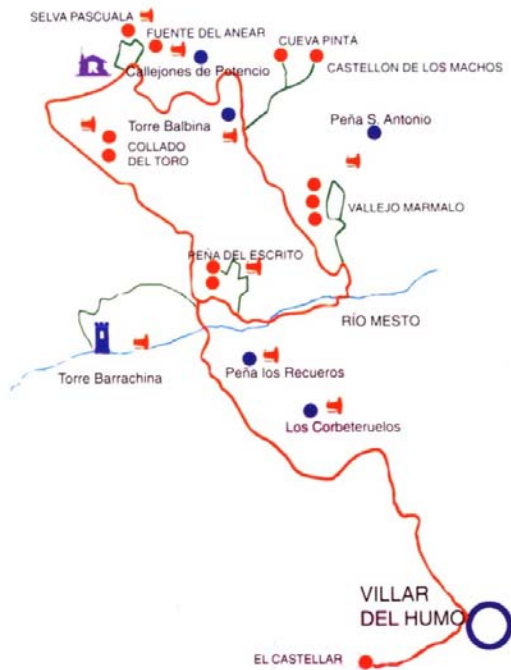 SELVA PASCUALA
FUENTE DEL ANEAR
CUEVA PINTA
R
Callejones de Potencio
CASTELLON DE LOS MACHOS
Torre Balbina
Peña S. Antonio
COLLADO
DEL TORO
VALLEJO MARMALO
PEÑA DEL ESCRITO
RÍO MESTO
Torre Barrachina
Peña los Recueros
Los Corbeteruelos
VILLAR
DEL HUMO
EL CASTELLAR